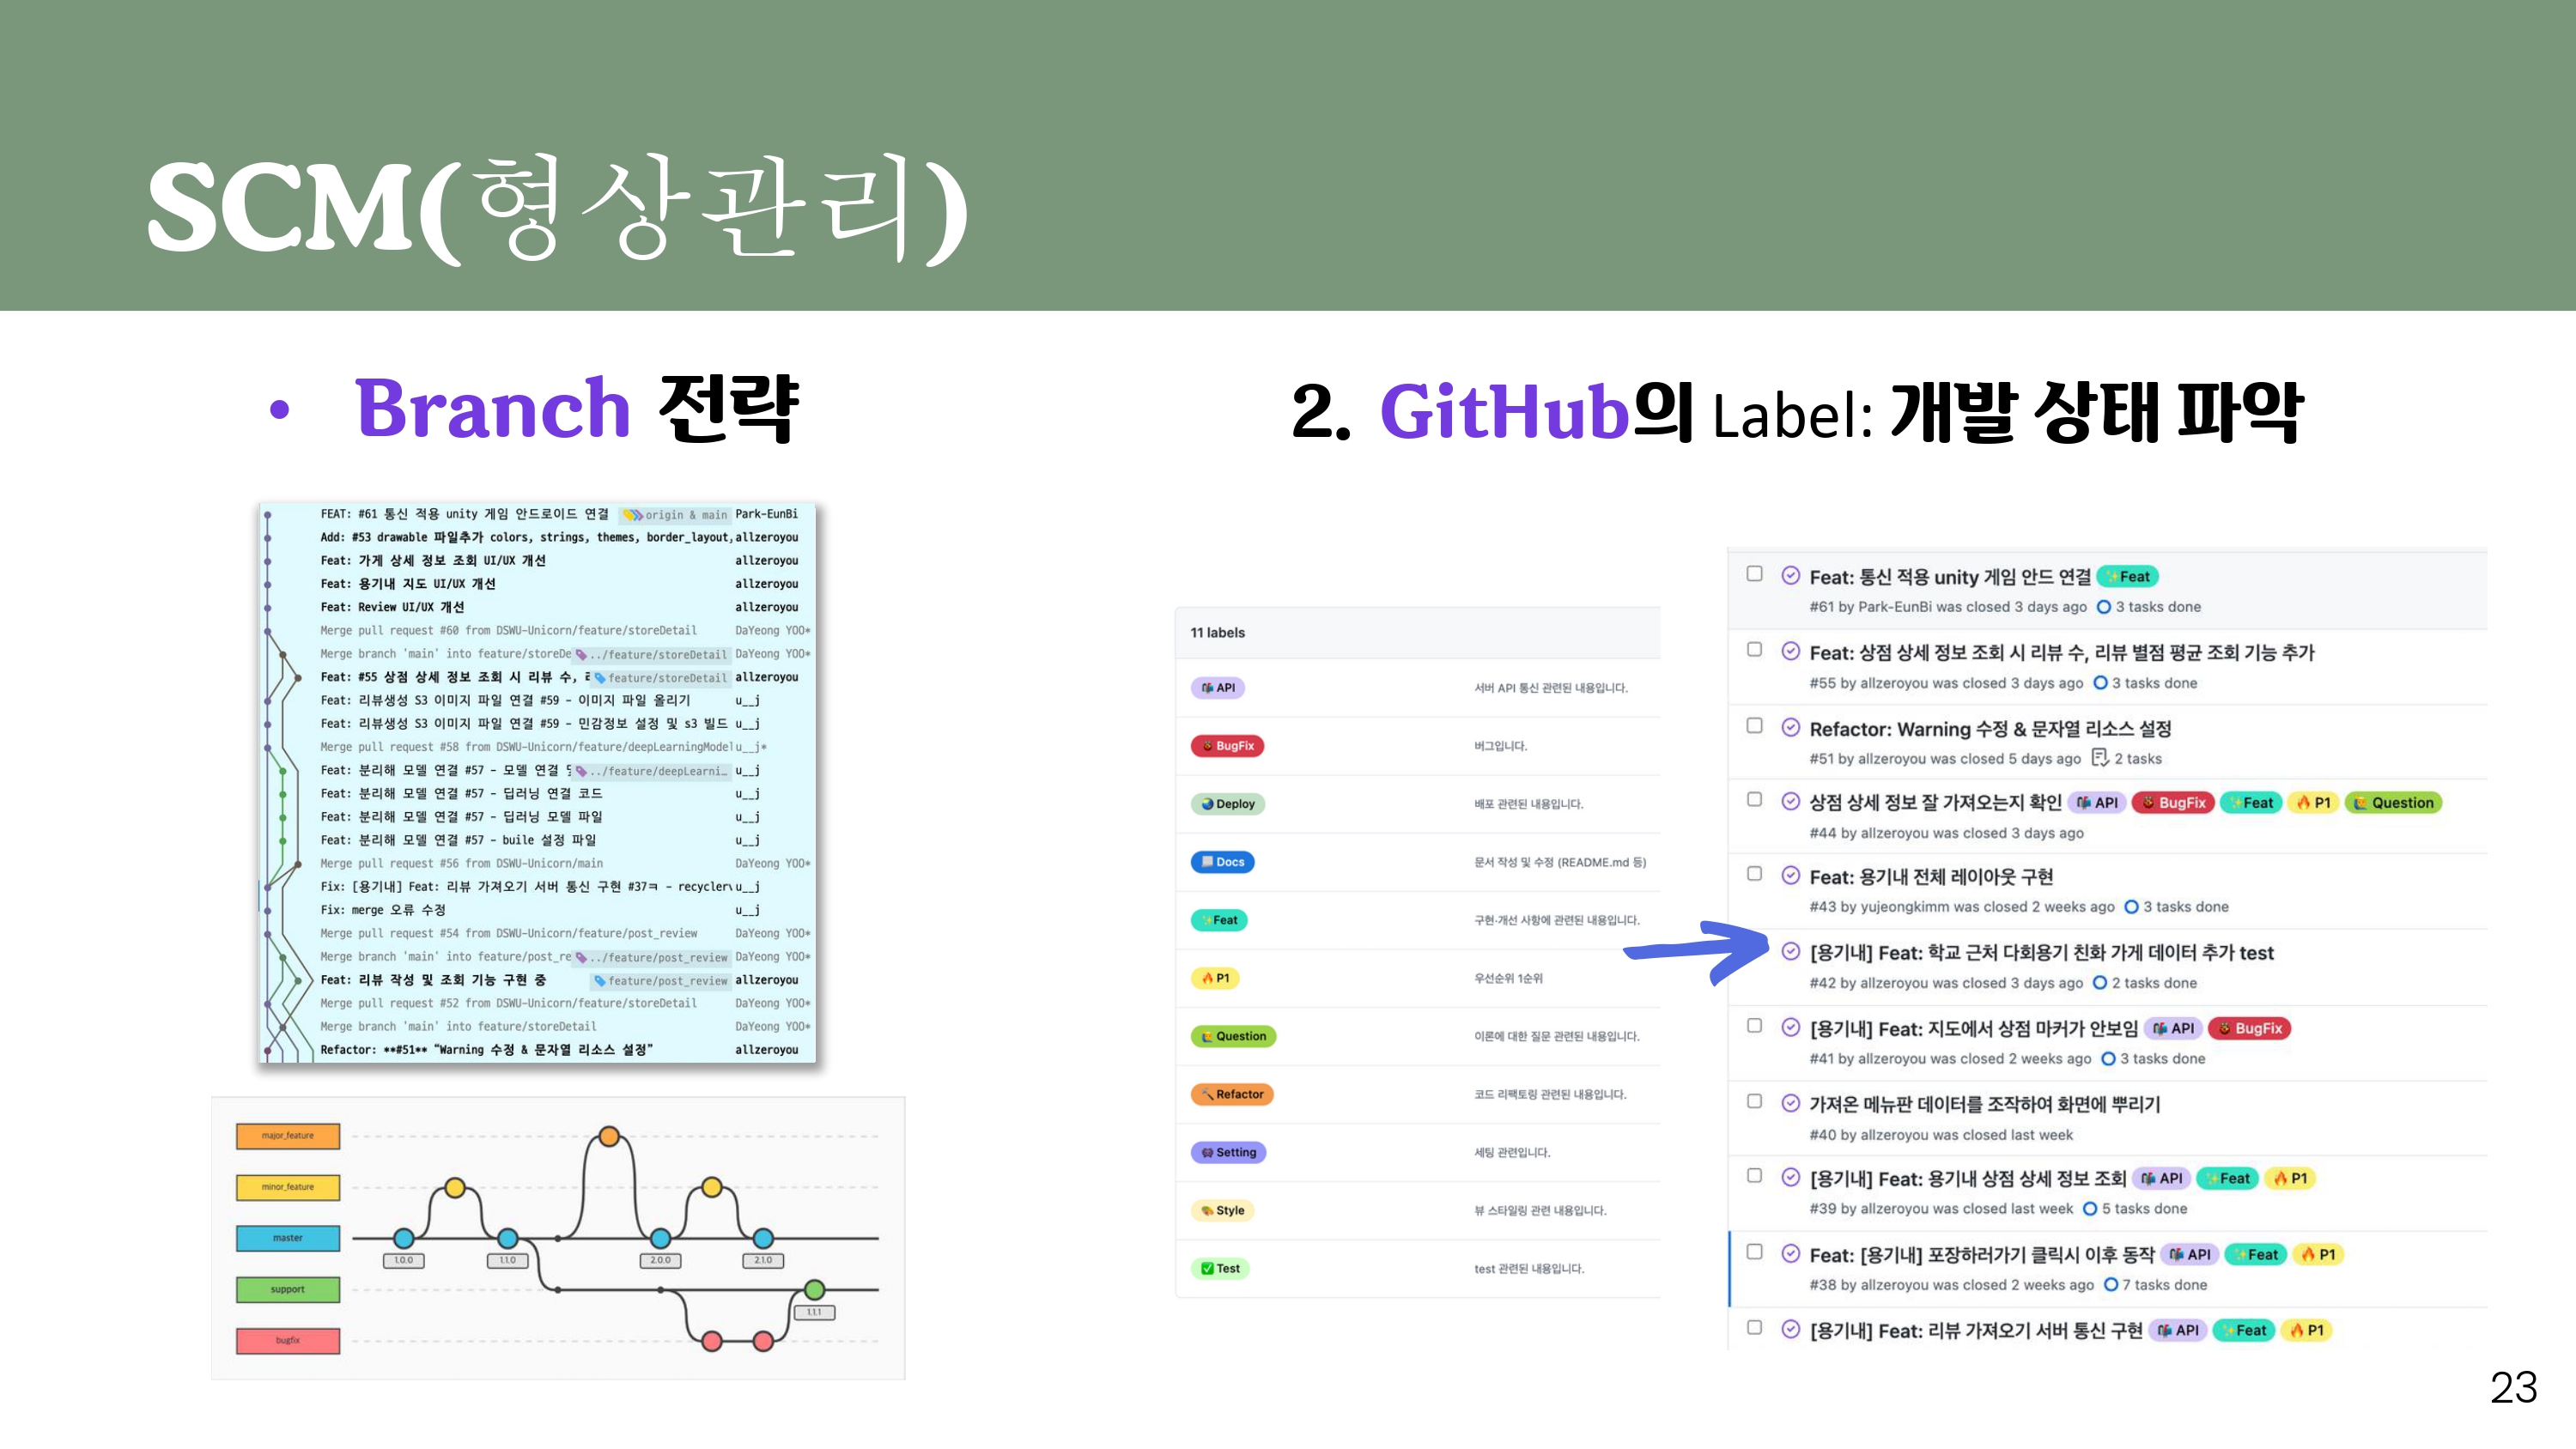 SCM(형상관리)
• Branch 전략
FEAT: #61 통신 적용 unity 게임 안드로이드 연결 origin & main Park-EunBi
Add: #53 drawable 파일추가 colors, strings, themes, border_layout, allzeroyou
Feat: 가게 상세 정보 조회 UI/UX 개선 allzeroyou
Feat: 용기내 지도 UI/UX 개선 allzeroyou
Feat: Review UI/UX 개선 allzeroyou
Merge pull request #60 from DSWU-Unicorn/feature/storeDetail DaYeong YOO*
Merge branch 'main' into feature/storeDe ../feature/storeDetail DaYeong YOO*
Feat: #55 상점 상세 정보 조회 시 리뷰 수, feature/storeDetail allzeroyou
Feat: 리뷰생성 S3 이미지 파일 연결 #59 - 이미지 파일 올리기 u__j
Feat: 리뷰생성 S3 이미지 파일 연결 #59 - 민감정보 설정 및 s3 빌드 u__j
Merge pull request #58 from DSWU-Unicorn/feature/deepLearningModel u__j*
Feat: 분리해 모델 연결 #57 - 모델 연결 ../feature/deepLearni… u__j
Feat: 분리해 모델 연결 #57 - 딥러닝 연결 코드 u__j
Feat: 분리해 모델 연결 #57 - 딥러닝 모델 파일 u__j
Feat: 분리해 모델 연결 #57 - buile 설정 파일 u__j
Merge pull request #56 from DSWU-Unicorn/main DaYeong YOO*
Fix: [용기내] Feat: 리뷰 가져오기 서버 통신 구현 #37ㅋ - recyclerv u__j
Fix: merge 오류 수정 u__j
Merge pull request #54 from DSWU-Unicorn/feature/post_review DaYeong YOO*
Merge branch 'main' into feature/post_re ../feature/post_review DaYeong YOO*
Feat: 리뷰 작성 및 조회 기능 구현 중 feature/post_review allzeroyou
Merge pull request #52 from DSWU-Unicorn/feature/storeDetail DaYeong YOO*
Merge branch 'main' into feature/storeDetail DaYeong YOO*
Refactor: **#51** “Warning 수정 & 문자열 리소스 설정” allzeroyou
major_feature
minor_feature
master
1.0.0 1.1.0 2.0.0 2.1.0
support
1.1.1
bugfix
2. GitHub의 Label: 개발 상태 파악
11 labels
API 서버 API 통신 관련된 내용입니다.
BugFix 버그입니다.
Deploy 배포 관련된 내용입니다.
Docs 문서 작성 및 수정 (README.md 등)
Feat 구현·개선 사항에 관련된 내용입니다.
P1 우선순위 1순위
Question 이론에 대한 질문 관련된 내용입니다.
Refactor 코드 리팩토링 관련된 내용입니다.
Setting 세팅 관련입니다.
Style 뷰 스타일링 관련 내용입니다.
Test test 관련된 내용입니다.
Feat: 통신 적용 unity 게임 안드 연결 Feat
#61 by Park-EunBi was closed 3 days ago 3 tasks done
Feat: 상점 상세 정보 조회 시 리뷰 수, 리뷰 별점 평균 조회 기능 추가
#55 by allzeroyou was closed 3 days ago 3 tasks done
Refactor: Warning 수정 & 문자열 리소스 설정
#51 by allzeroyou was closed 5 days ago 2 tasks
상점 상세 정보 잘 가져오는지 확인 API BugFix Feat P1 Question
#44 by allzeroyou was closed 3 days ago
Feat: 용기내 전체 레이아웃 구현
#43 by yujeongkimm was closed 2 weeks ago 3 tasks done
[용기내] Feat: 학교 근처 다회용기 친화 가게 데이터 추가 test
#42 by allzeroyou was closed 3 days ago 2 tasks done
[용기내] Feat: 지도에서 상점 마커가 안보임 API BugFix
#41 by allzeroyou was closed 2 weeks ago 3 tasks done
가져온 메뉴판 데이터를 조작하여 화면에 뿌리기
#40 by allzeroyou was closed last week
[용기내] Feat: 용기내 상점 상세 정보 조회 API Feat P1
#39 by allzeroyou was closed last week 5 tasks done
Feat: [용기내] 포장하러가기 클릭시 이후 동작 API Feat P1
#38 by allzeroyou was closed 2 weeks ago 7 tasks done
[용기내] Feat: 리뷰 가져오기 서버 통신 구현 API Feat P1
23